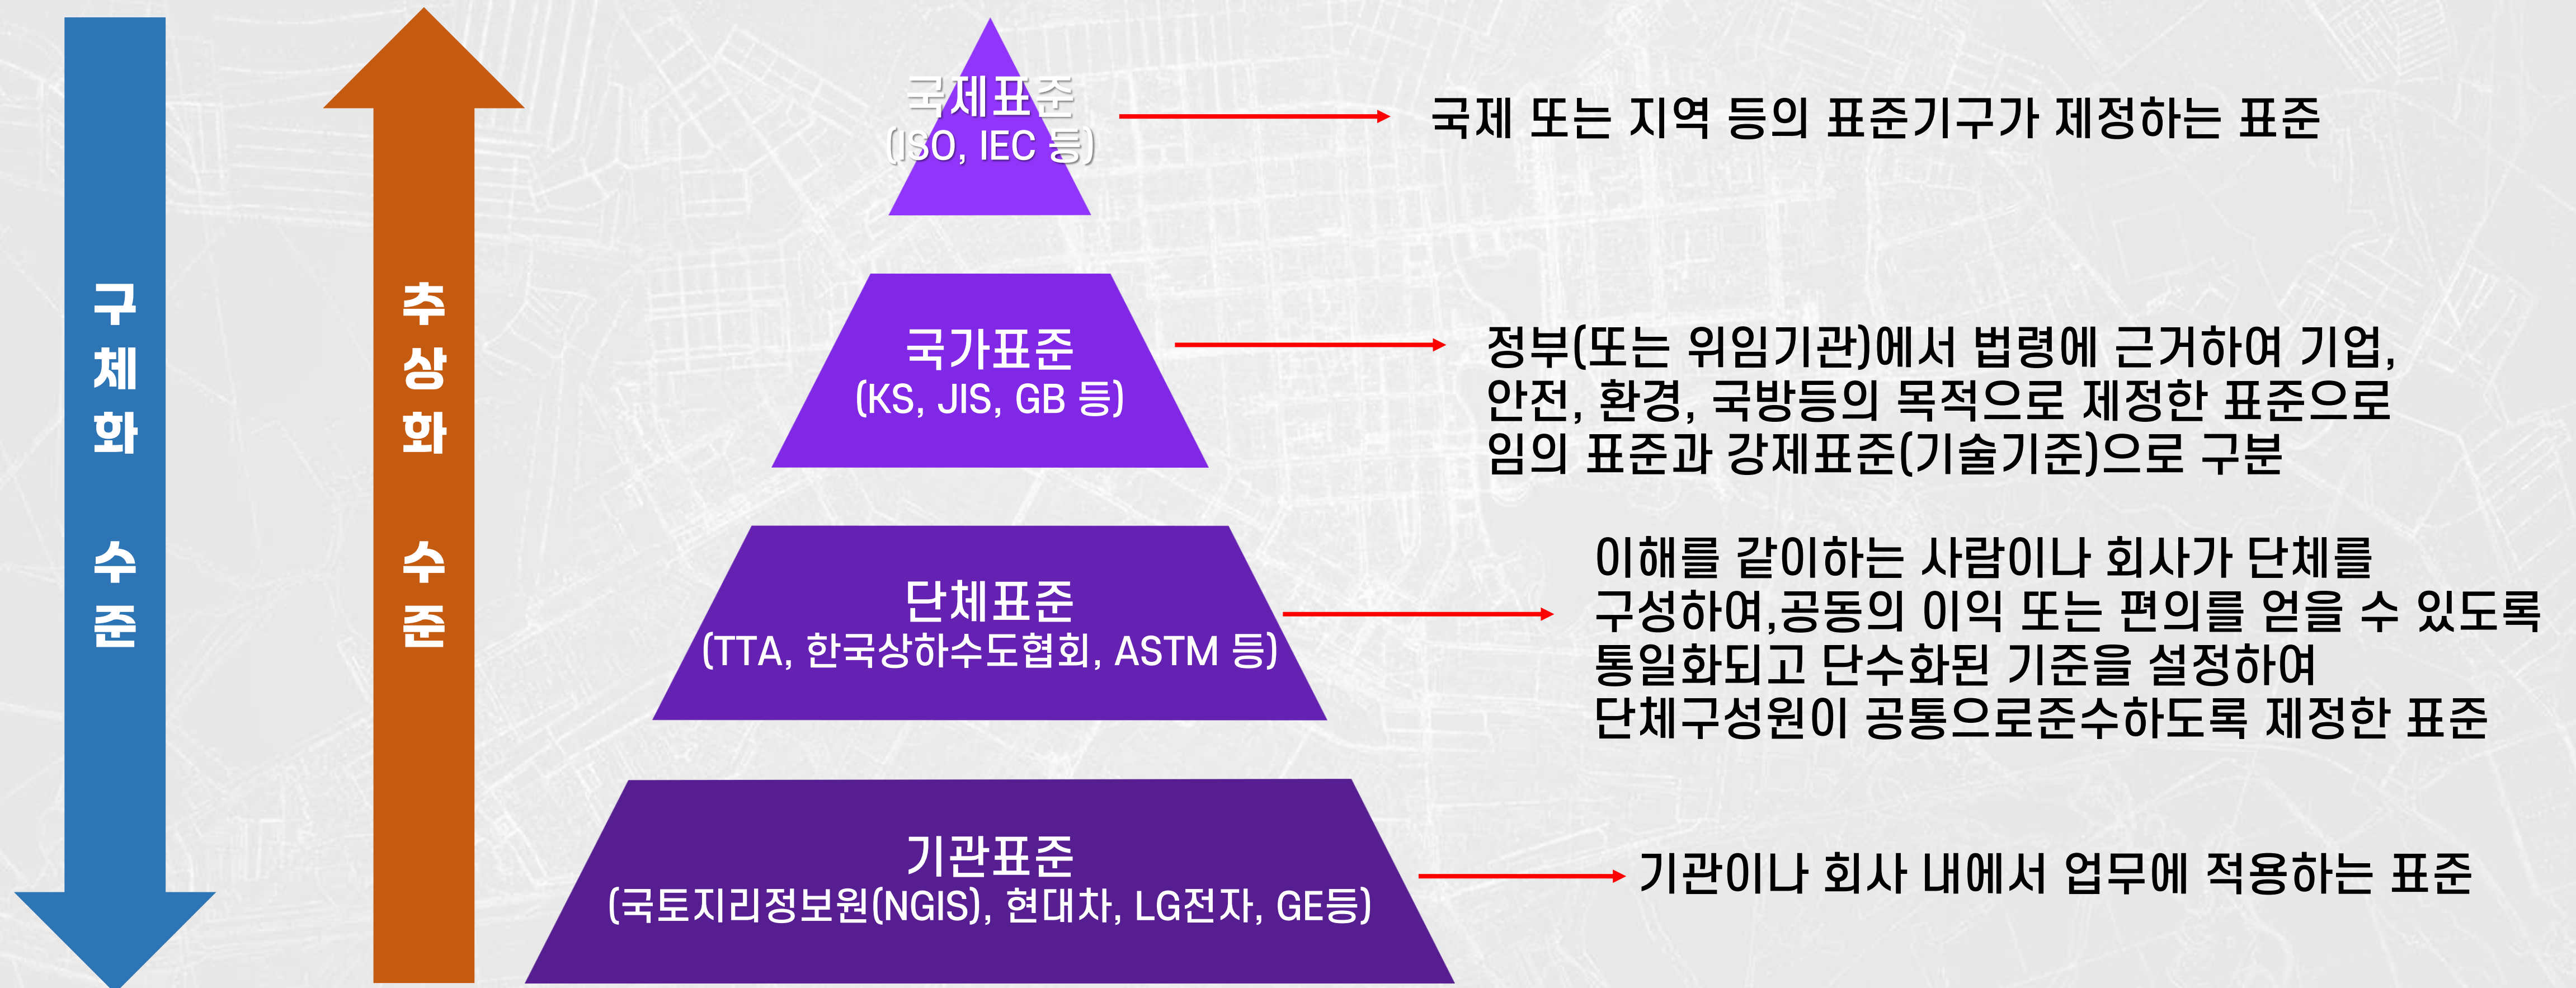 구체화 수준
추상화 수준
국제표준
(ISO, IEC 등)
국제 또는 지역 등의 표준기구가 제정하는 표준
국가표준
(KS, JIS, GB 등)
정부(또는 위임기관)에서 법령에 근거하여 기업,
안전, 환경, 국방등의 목적으로 제정한 표준으로
임의 표준과 강제표준(기술기준)으로 구분
단체표준
(TTA, 한국상하수도협회, ASTM 등)
이해를 같이하는 사람이나 회사가 단체를
구성하여,공동의 이익 또는 편의를 얻을 수 있도록
통일화되고 단수화된 기준을 설정하여
단체구성원이 공통으로준수하도록 제정한 표준
기관표준
(국토지리정보원(NGIS), 현대차, LG전자, GE등)
기관이나 회사 내에서 업무에 적용하는 표준